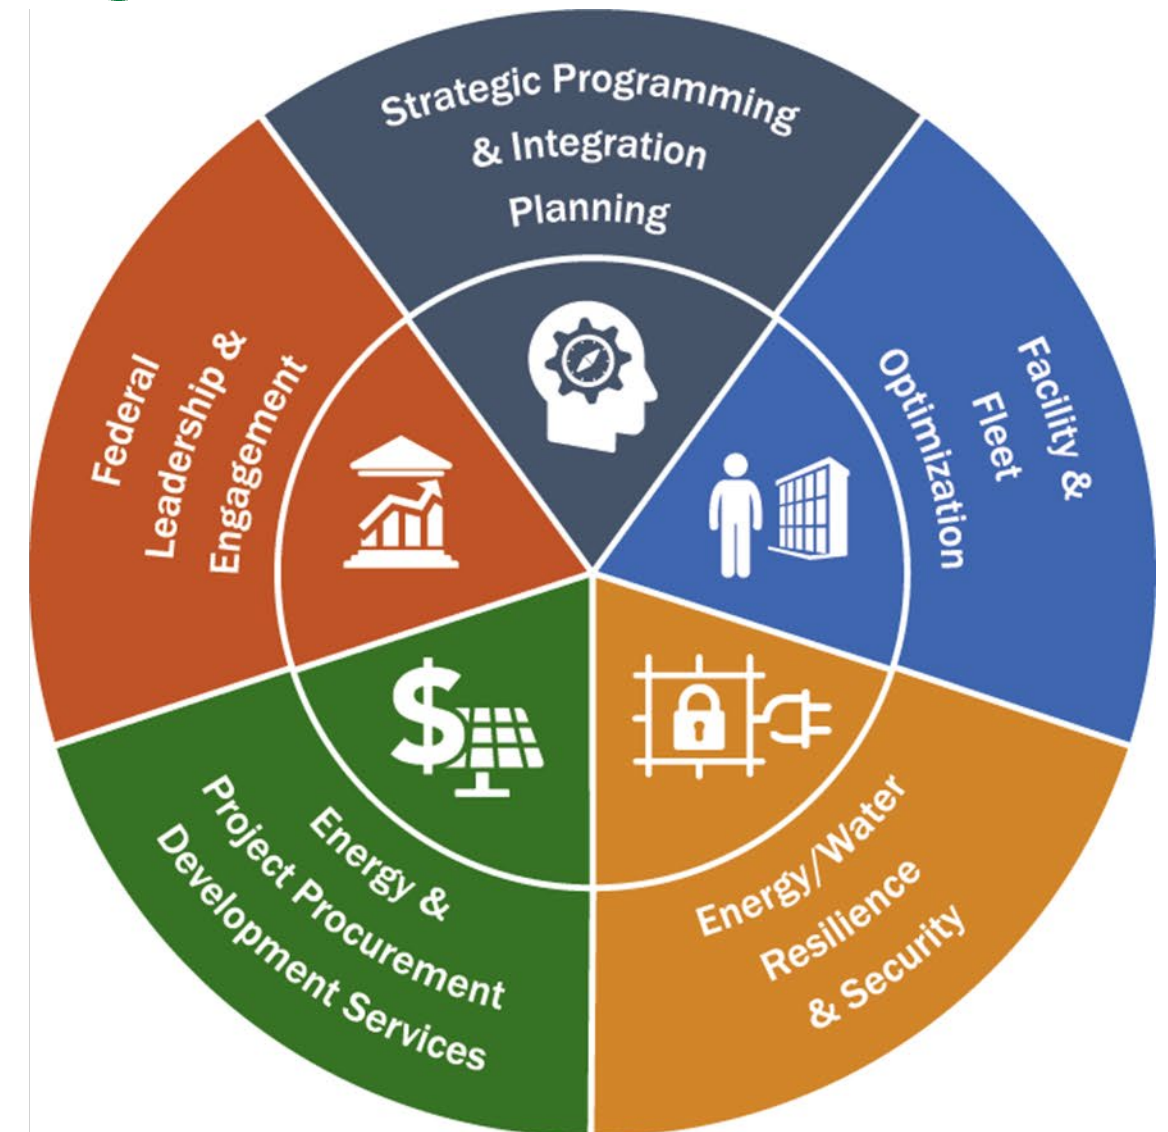 Strategic Programming
& Integration
Planning
Facility &
Fleet
Optimization
Energy/Water
Resilience
& Security
Energy &
Project Procurement
Development Services
Federal
Leadership &
Engagement
$